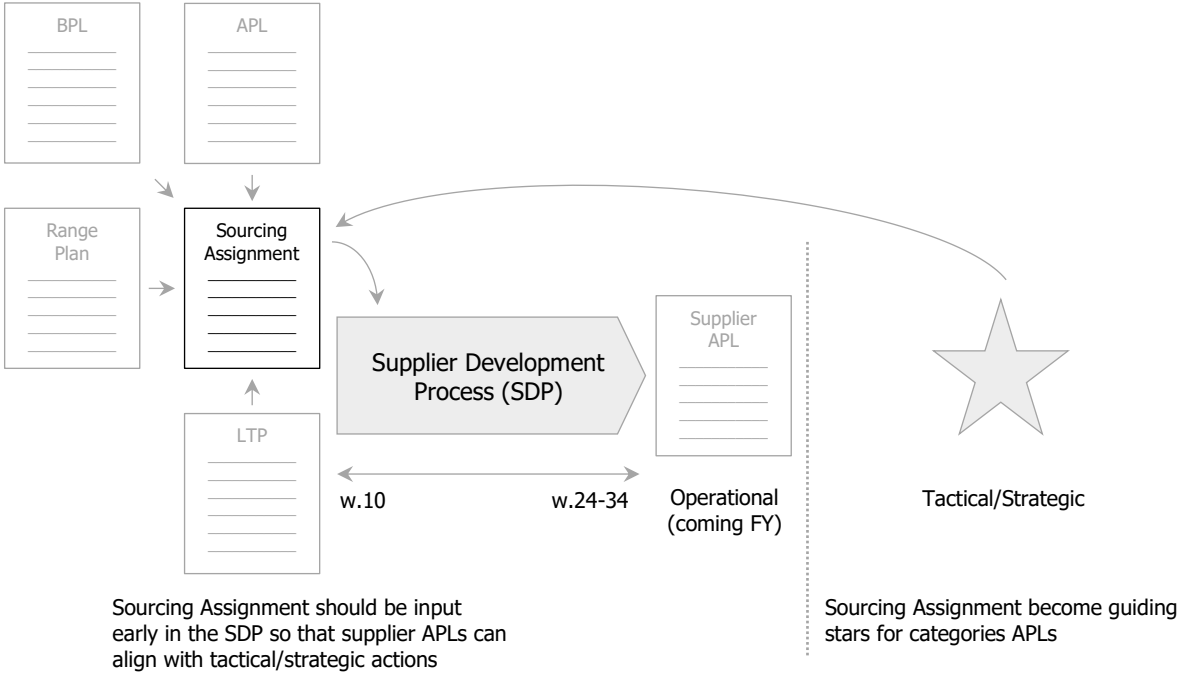 BPL
APL
Range
Plan
Sourcing
Assignment
Supplier Development
Process (SDP)
Supplier
APL
LTP
w.10
w.24-34
Operational
(coming FY)
Tactical/Strategic
Sourcing Assignment should be input
early in the SDP so that supplier APLs can
align with tactical/strategic actions
Sourcing Assignment become guiding
stars for categories APLs